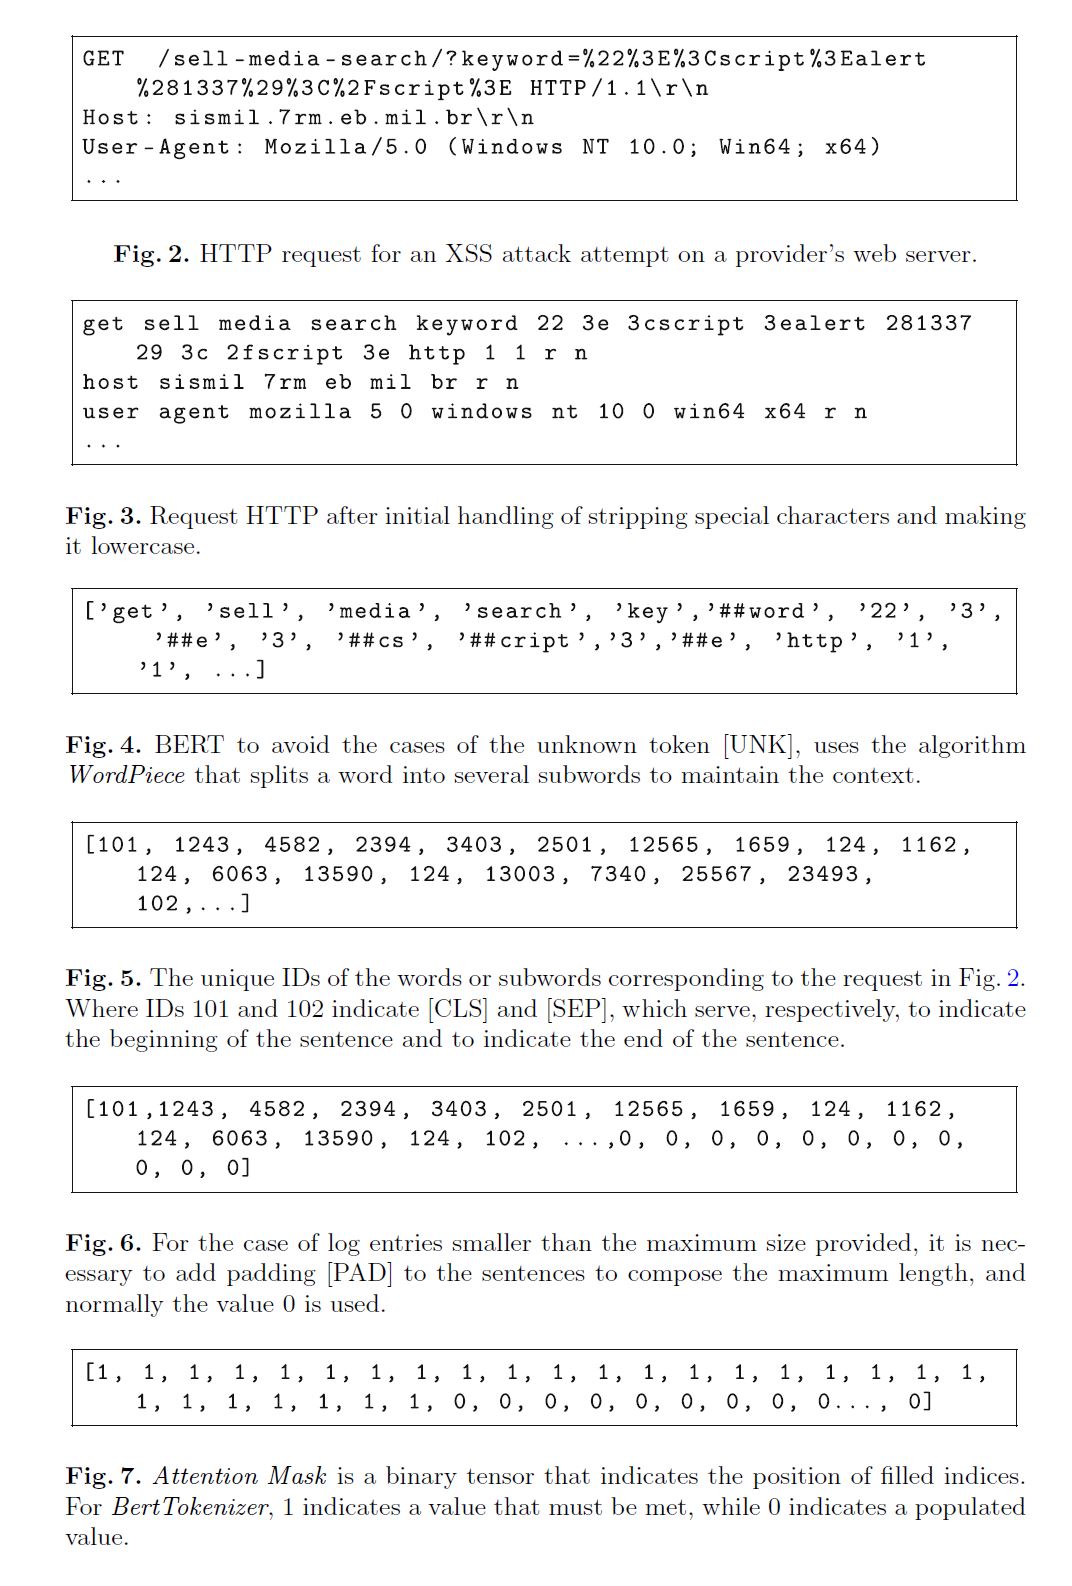 GET  /sell-media-search/?keyword=%22%3E%3Cscript%3Ealert
%281337%29%3C%2Fscript%3E HTTP/1.1\r\n
Host: sismil.7rm.eb.mil.br\r\n
User-Agent: Mozilla/5.0 (Windows NT 10.0; Win64; x64)
...
Fig. 2. HTTP request for an XSS attack attempt on a provider's web server.
get sell media search keyword 22 3e 3cscript 3ealert 281337
29 3c 2fscript 3e http 1 1 r n
host sismil 7rm eb mil br r n
user agent mozilla 5 0 windows nt 10 0 win64 x64 r n
...
Fig. 3. Request HTTP after initial handling of stripping special characters and making
it lowercase.
['get', 'sell', 'media', 'search', 'key','##word', '22', '3',
'##e', '3', '##cs', '##cript','3','##e', 'http', '1',
'1', ...]
Fig. 4. BERT to avoid the cases of the unknown token [UNK], uses the algorithm
WordPiece that splits a word into several subwords to maintain the context.
[101, 1243, 4582, 2394, 3403, 2501, 12565, 1659, 124, 1162,
124, 6063, 13590, 124, 13003, 7340, 25567, 23493,
102,...]
Fig. 5. The unique IDs of the words or subwords corresponding to the request in Fig. 2.
Where IDs 101 and 102 indicate [CLS] and [SEP], which serve, respectively, to indicate
the beginning of the sentence and to indicate the end of the sentence.
[101,1243, 4582, 2394, 3403, 2501, 12565, 1659, 124, 1162,
124, 6063, 13590, 124, 102, ...,0, 0, 0, 0, 0, 0, 0, 0,
0, 0, 0]
Fig. 6. For the case of log entries smaller than the maximum size provided, it is nec-
essary to add padding [PAD] to the sentences to compose the maximum length, and
normally the value 0 is used.
[1, 1, 1, 1, 1, 1, 1, 1, 1, 1, 1, 1, 1, 1, 1, 1, 1, 1, 1, 1,
1, 1, 1, 1, 1, 1, 1, 0, 0, 0, 0, 0, 0, 0, 0, 0..., 0]
Fig. 7. Attention Mask is a binary tensor that indicates the position of filled indices.
For BertTokenizer, 1 indicates a value that must be met, while 0 indicates a populated
value.